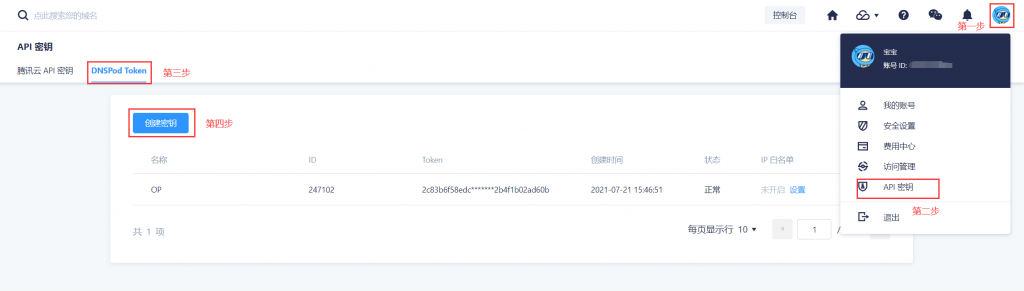 点此搜索您的域名
控制台
第一步
API 密钥
腾讯云 API 密钥
DNSPod Token
第三步
宝宝
账号 ID:
我的账号
安全设置
费用中心
访问管理
API 密钥
第二步
退出
创建密钥
第四步
名称 ID Token 创建时间 状态 IP 白名单
OP 247102 2c83b6f58edc*******2b4f1b02ad60b 2021-07-21 15:46:51 正常 未开启 设置
共 1 项
每页显示行 10
1 /